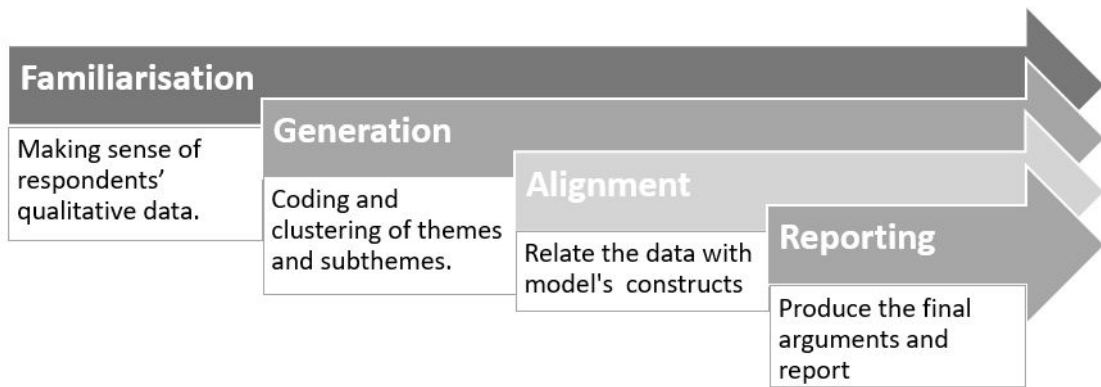 Familiarisation
Making sense of
respondents’
qualitative data.
Generation
Coding and
clustering of themes
and subthemes.
Alignment
Relate the data with
model's  constructs
Reporting
Produce the final
arguments and
report